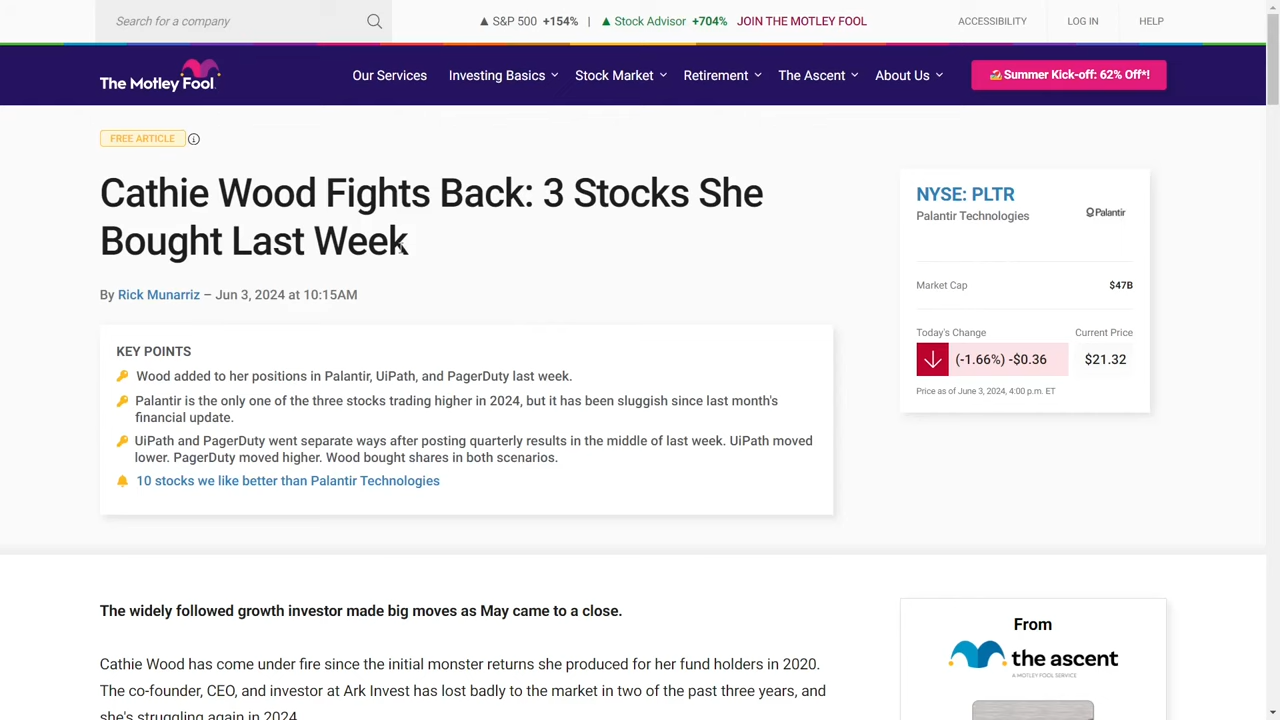 Search for a company
▲ S&P 500 +154% | ▲ Stock Advisor +704% JOIN THE MOTLEY FOOL
ACCESSIBILITY LOG IN HELP
The Motley Fool
Our Services Investing Basics Stock Market Retirement The Ascent About Us
Summer Kick-off: 62% Off*!
FREE ARTICLE
Cathie Wood Fights Back: 3 Stocks She
Bought Last Week
By Rick Munarriz – Jun 3, 2024 at 10:15AM
KEY POINTS
Wood added to her positions in Palantir, UiPath, and PagerDuty last week.
Palantir is the only one of the three stocks trading higher in 2024, but it has been sluggish since last month's
financial update.
UiPath and PagerDuty went separate ways after posting quarterly results in the middle of last week. UiPath moved
lower. PagerDuty moved higher. Wood bought shares in both scenarios.
10 stocks we like better than Palantir Technologies
NYSE: PLTR
Palantir Technologies
Palantir
Market Cap $47B
Today's Change Current Price
(-1.66%) -$0.36 $21.32
Price as of June 3, 2024, 4:00 p.m. ET
The widely followed growth investor made big moves as May came to a close.
Cathie Wood has come under fire since the initial monster returns she produced for her fund holders in 2020.
The co-founder, CEO, and investor at Ark Invest has lost badly to the market in two of the past three years, and
she's struggling again in 2024.
From
the ascent
A MOTLEY FOOL SERVICE